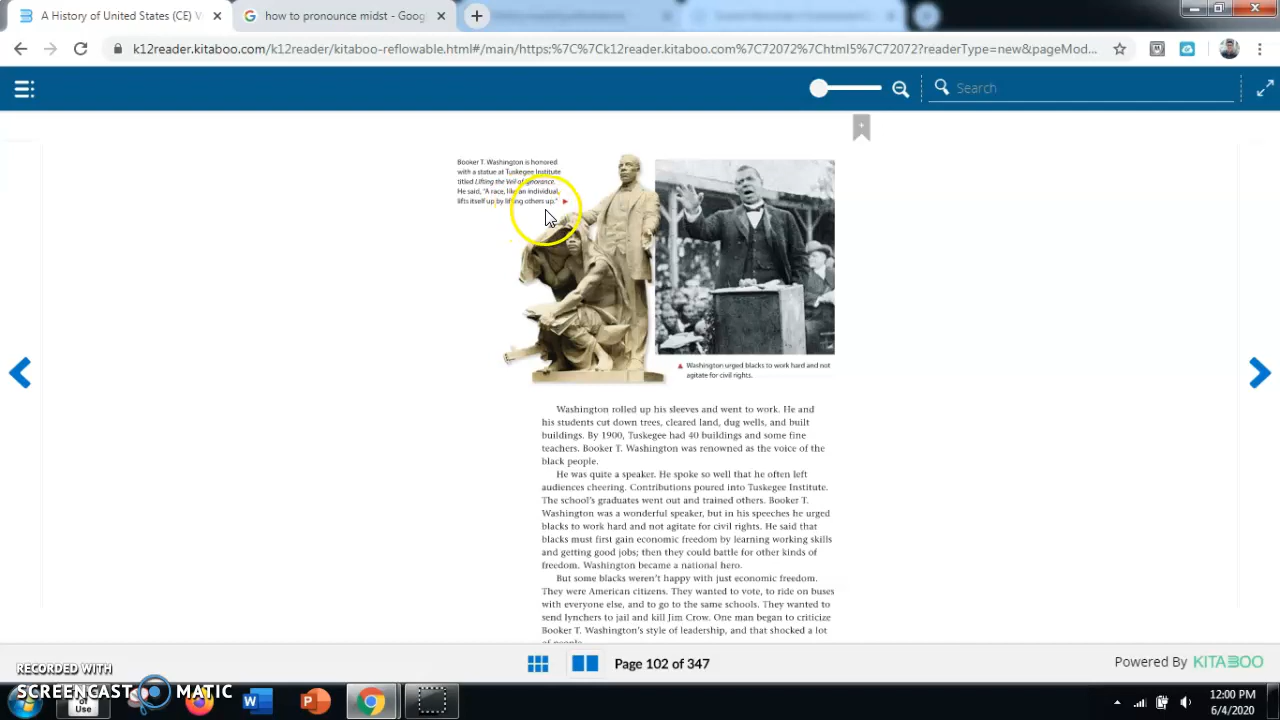 A History of United States (CE) V
how to pronounce midst - Goog
k12reader.kitaboo.com/k12reader/kitaboo-reflowable.html#/main/https;%7C%7Ck12reader.kitaboo.com%7C72072%7Chtml5%7C72072?readerType=new&pageMod...
Search
Booker T. Washington is honored
with a statue at Tuskegee Institute
titled Lifting the Veil of Ignorance.
He said, "A race, like an individual,
lifts itself up by lifting others up."
Washington urged blacks to work hard and not
agitate for civil rights.
Washington rolled up his sleeves and went to work. He and
his students cut down trees, cleared land, dug wells, and built
buildings. By 1900, Tuskegee had 40 buildings and some fine
teachers. Booker T. Washington was renowned as the voice of the
black people.
He was quite a speaker. He spoke so well that he often left
audiences cheering. Contributions poured into Tuskegee Institute.
The school's graduates went out and trained others. Booker T.
Washington was a wonderful speaker, but in his speeches he urged
blacks to work hard and not agitate for civil rights. He said that
blacks must first gain economic freedom by learning working skills
and getting good jobs; then they could battle for other kinds of
freedom. Washington became a national hero.
But some blacks weren't happy with just economic freedom.
They were American citizens. They wanted to vote, to ride on buses
with everyone else, and to go to the same schools. They wanted to
send lynchers to jail and kill Jim Crow. One man began to criticize
Booker T. Washington's style of leadership, and that shocked a lot
of people.
Page 102 of 347
Powered By KITABOO
RECORDED WITH
SCREENCAST MATIC
of
Use
12:00 PM
6/4/2020